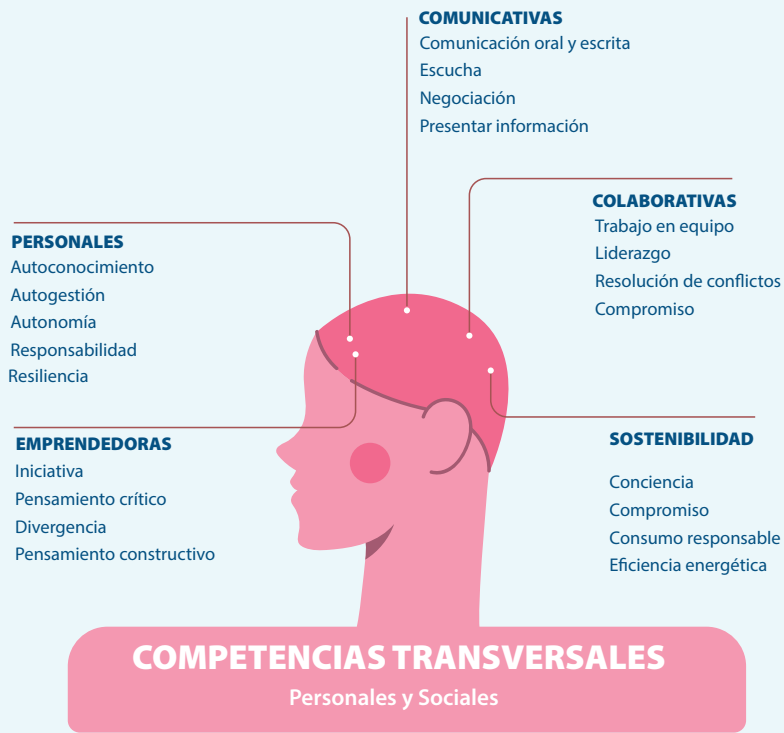 COMUNICATIVAS
Comunicación oral y escrita
Escucha
Negociación
Presentar información
COLABORATIVAS
Trabajo en equipo
Liderazgo
Resolución de conflictos
Compromiso
PERSONALES
Autoconocimiento
Autogestión
Autonomía
Responsabilidad
Resiliencia
EMPRENDEDORAS
Iniciativa
Pensamiento crítico
Divergencia
Pensamiento constructivo
SOSTENIBILIDAD
Conciencia
Compromiso
Consumo responsable
Eficiencia energética
COMPETENCIAS TRANSVERSALES
Personales y Sociales